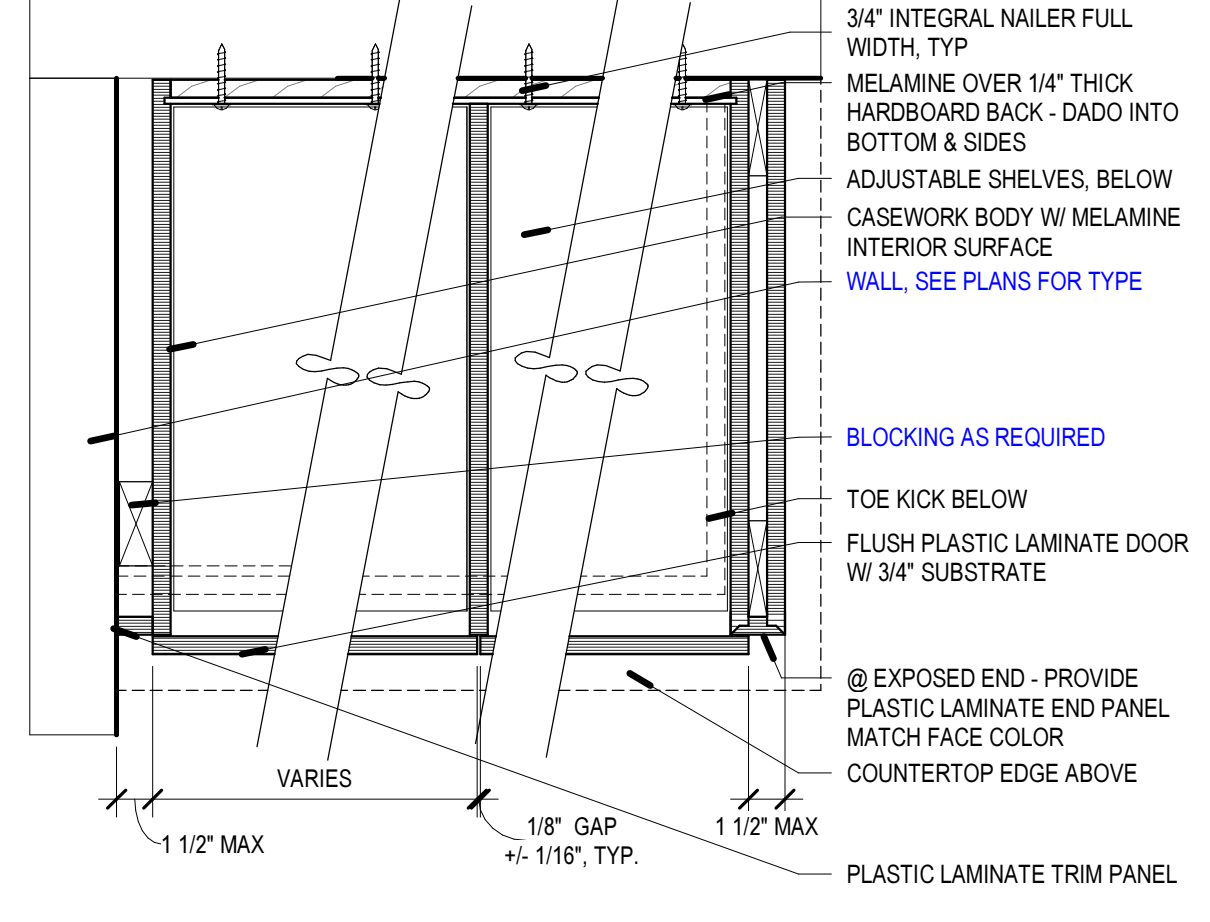 3/4" INTEGRAL NAILER FULL
WIDTH, TYP
MELAMINE OVER 1/4" THICK
HARDBOARD BACK - DADO INTO
BOTTOM & SIDES
ADJUSTABLE SHELVES, BELOW
CASEWORK BODY W/ MELAMINE
INTERIOR SURFACE
WALL, SEE PLANS FOR TYPE
BLOCKING AS REQUIRED
TOE KICK BELOW
FLUSH PLASTIC LAMINATE DOOR
W/ 3/4" SUBSTRATE
@ EXPOSED END - PROVIDE
PLASTIC LAMINATE END PANEL
MATCH FACE COLOR
COUNTERTOP EDGE ABOVE
PLASTIC LAMINATE TRIM PANEL
VARIES
1 1/2" MAX
1/8" GAP
+/- 1/16", TYP.
1 1/2" MAX